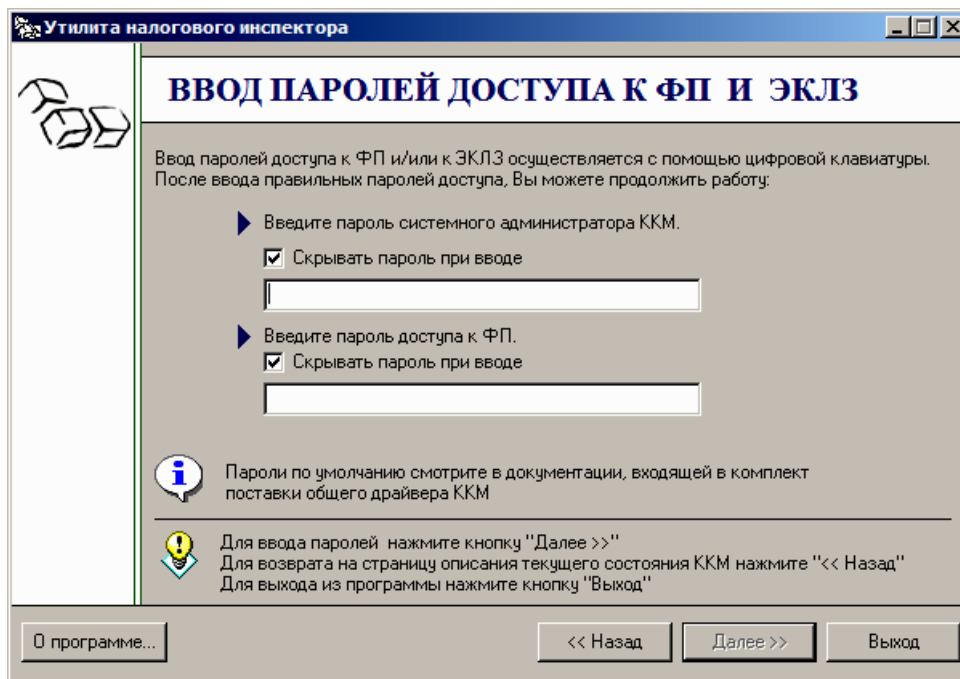 Утилита налогового инспектора
ВВОД ПАРОЛЕЙ ДОСТУПА К ФП И ЭКЛЗ
Ввод паролей доступа к ФП и/или к ЭКЛЗ осуществляется с помощью цифровой клавиатуры.
После ввода правильных паролей доступа, Вы можете продолжить работу:
Введите пароль системного администратора ККМ.
Скрывать пароль при вводе
Введите пароль доступа к ФП.
Скрывать пароль при вводе
Пароли по умолчанию смотрите в документации, входящей в комплект
поставки общего драйвера ККМ
Для ввода паролей нажмите кнопку "Далее >>"
Для возврата на страницу описания текущего состояния ККМ нажмите "<< Назад"
Для выхода из программы нажмите кнопку "Выход"
О программе... << Назад Далее >> Выход